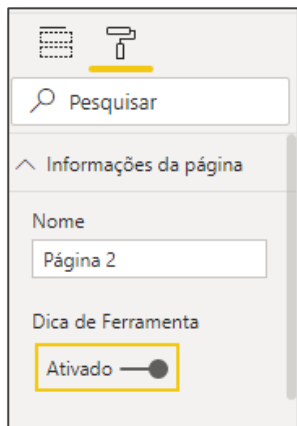 Pesquisar
Informações da página
Nome
Página 2
Dica de Ferramenta
Ativado